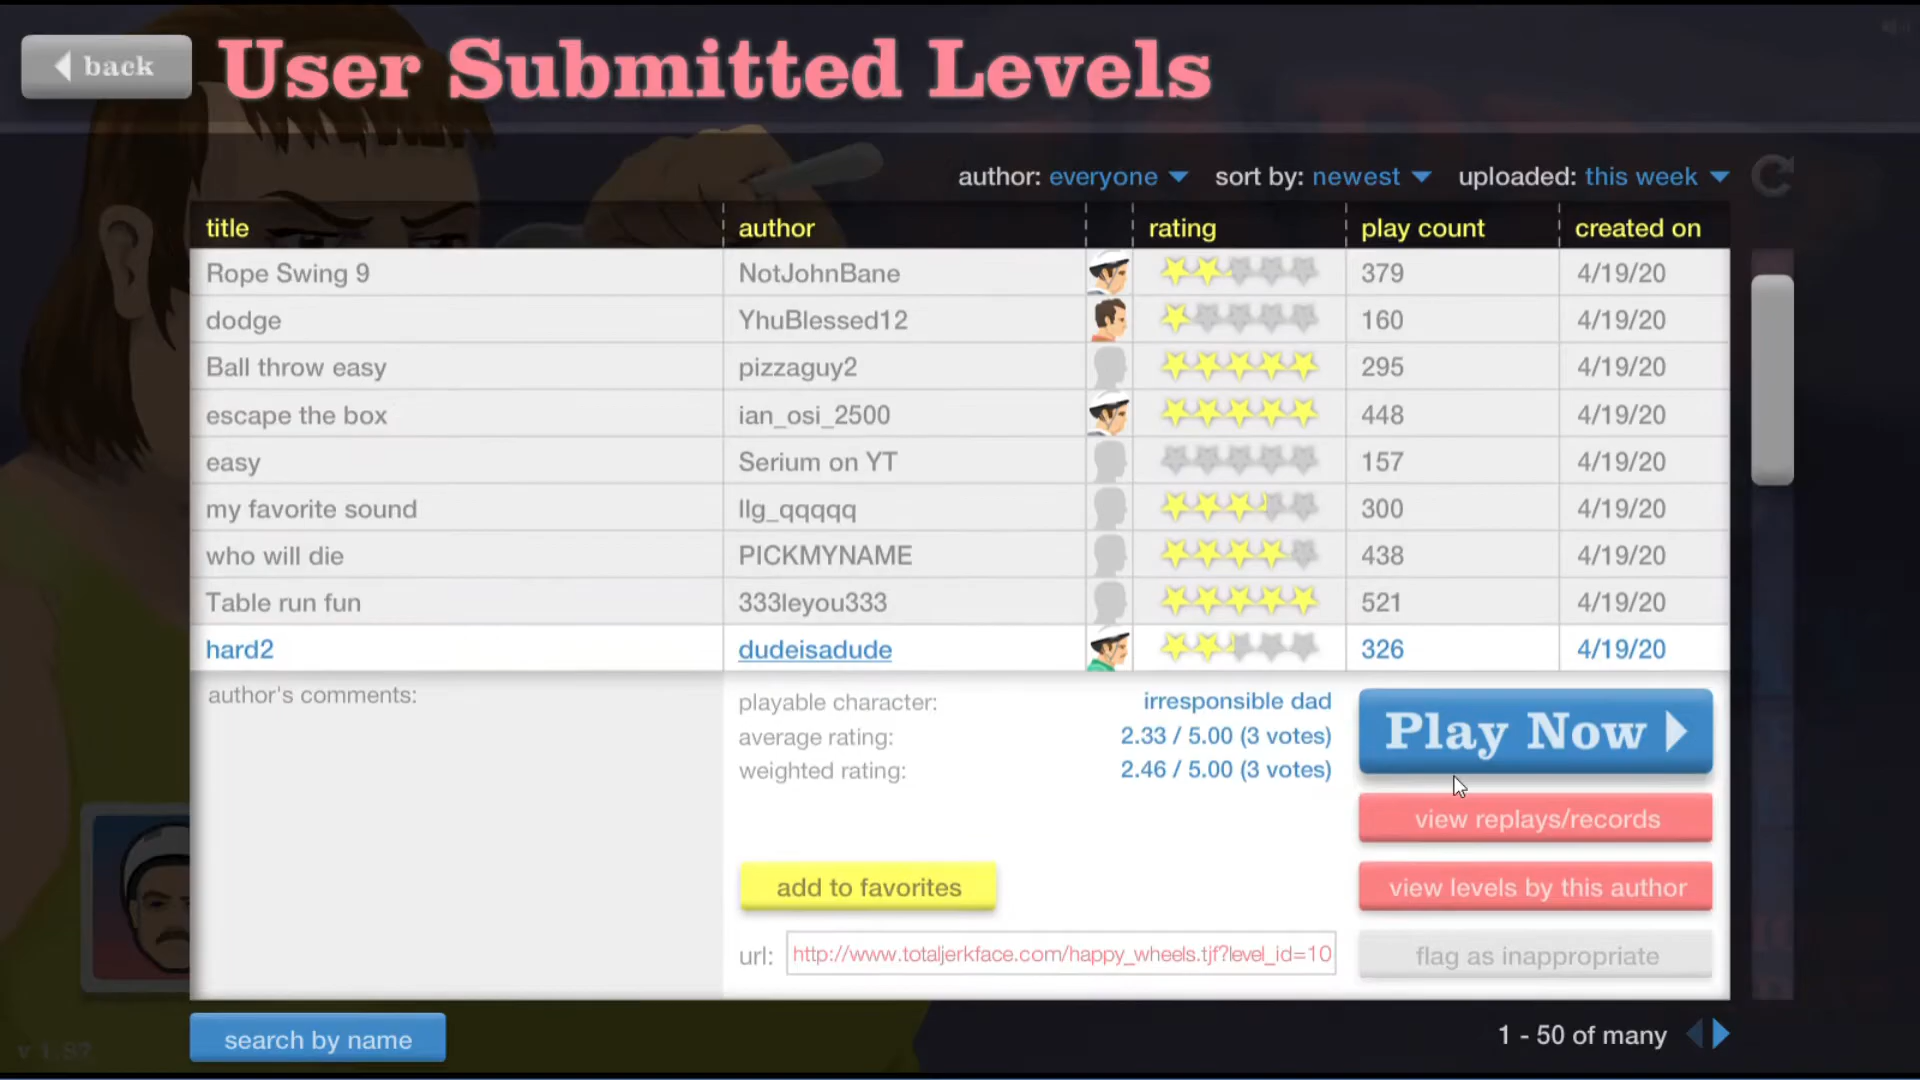 back
User Submitted Levels
author: everyone sort by: newest uploaded: this week
title author rating play count created on
Rope Swing 9 NotJohnBane 379 4/19/20
dodge YhuBlessed12 160 4/19/20
Ball throw easy pizzaguy2 295 4/19/20
escape the box ian_osi_2500 448 4/19/20
easy Serium on YT 157 4/19/20
my favorite sound llg_qqqqq 300 4/19/20
who will die PICKMYNAME 438 4/19/20
Table run fun 333leyou333 521 4/19/20
hard2 dudeisadude 326 4/19/20
author's comments:
playable character: irresponsible dad
average rating: 2.33 / 5.00 (3 votes)
weighted rating: 2.46 / 5.00 (3 votes)
Play Now
view replays/records
add to favorites
view levels by this author
url: http://www.totaljerkface.com/happy_wheels.tjf?level_id=10
flag as inappropriate
search by name
1 - 50 of many